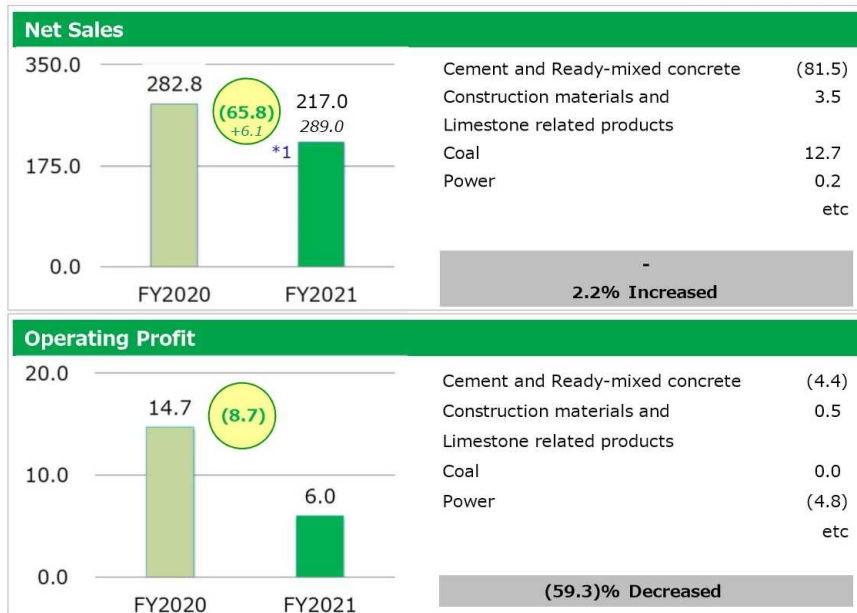 Net Sales
350.0
175.0
0.0
282.8
(65.8)
+6.1
*1
217.0
289.0
FY2020
FY2021
Cement and Ready-mixed concrete (81.5)
Construction materials and 3.5
Limestone related products
Coal 12.7
Power 0.2
etc
-
2.2% Increased
Operating Profit
20.0
10.0
0.0
14.7
(8.7)
6.0
FY2020
FY2021
Cement and Ready-mixed concrete (4.4)
Construction materials and 0.5
Limestone related products
Coal 0.0
Power (4.8)
etc
(59.3)% Decreased